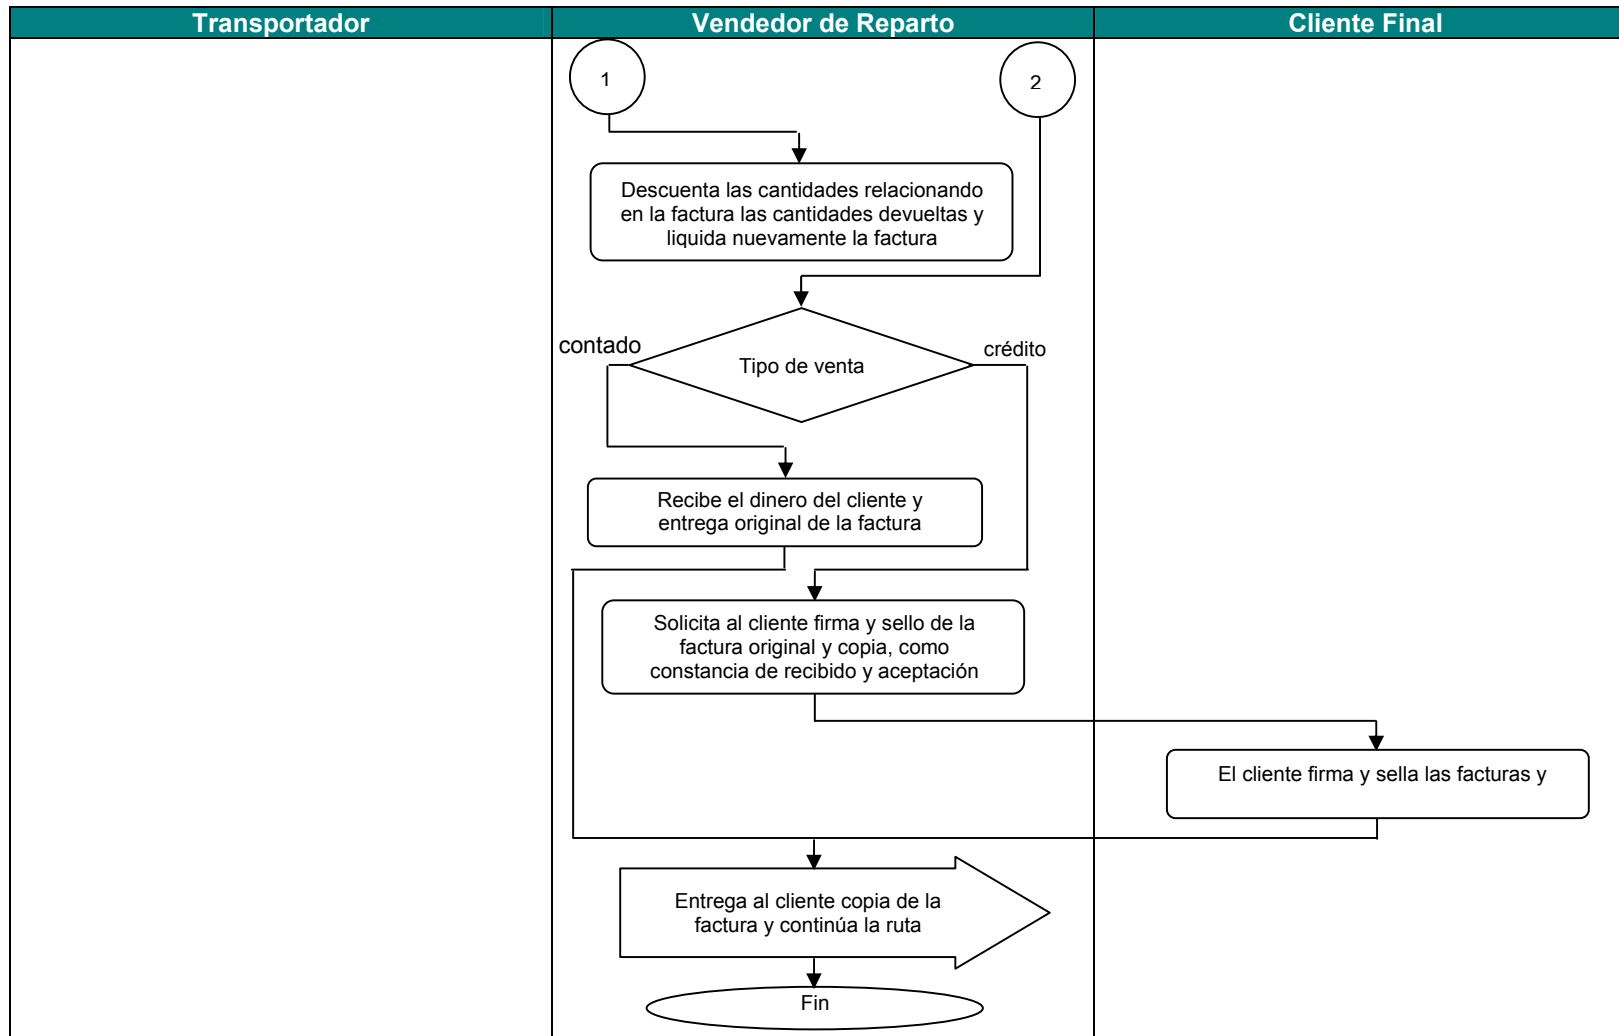 Transportador
Vendedor de Reparto
Cliente Final
1
2
Descuenta las cantidades relacionando
en la factura las cantidades devueltas y
liquida nuevamente la factura
contado
Tipo de venta
crédito
Recibe el dinero del cliente y
entrega original de la factura
Solicita al cliente firma y sello de la
factura original y copia, como
constancia de recibido y aceptación
El cliente firma y sella las facturas y
Entrega al cliente copia de la
factura y continúa la ruta
Fin